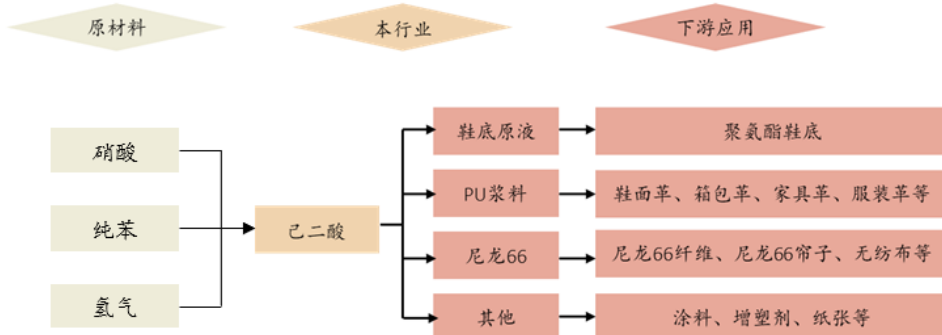 原材料
本行业
下游应用
硝酸
纯苯
氢气
己二酸
鞋底原液
聚氨酯鞋底
PU浆料
鞋面革、箱包革、家具革、服装革等
尼龙66
尼龙66纤维、尼龙66帘子、无纺布等
其他
涂料、增塑剂、纸张等